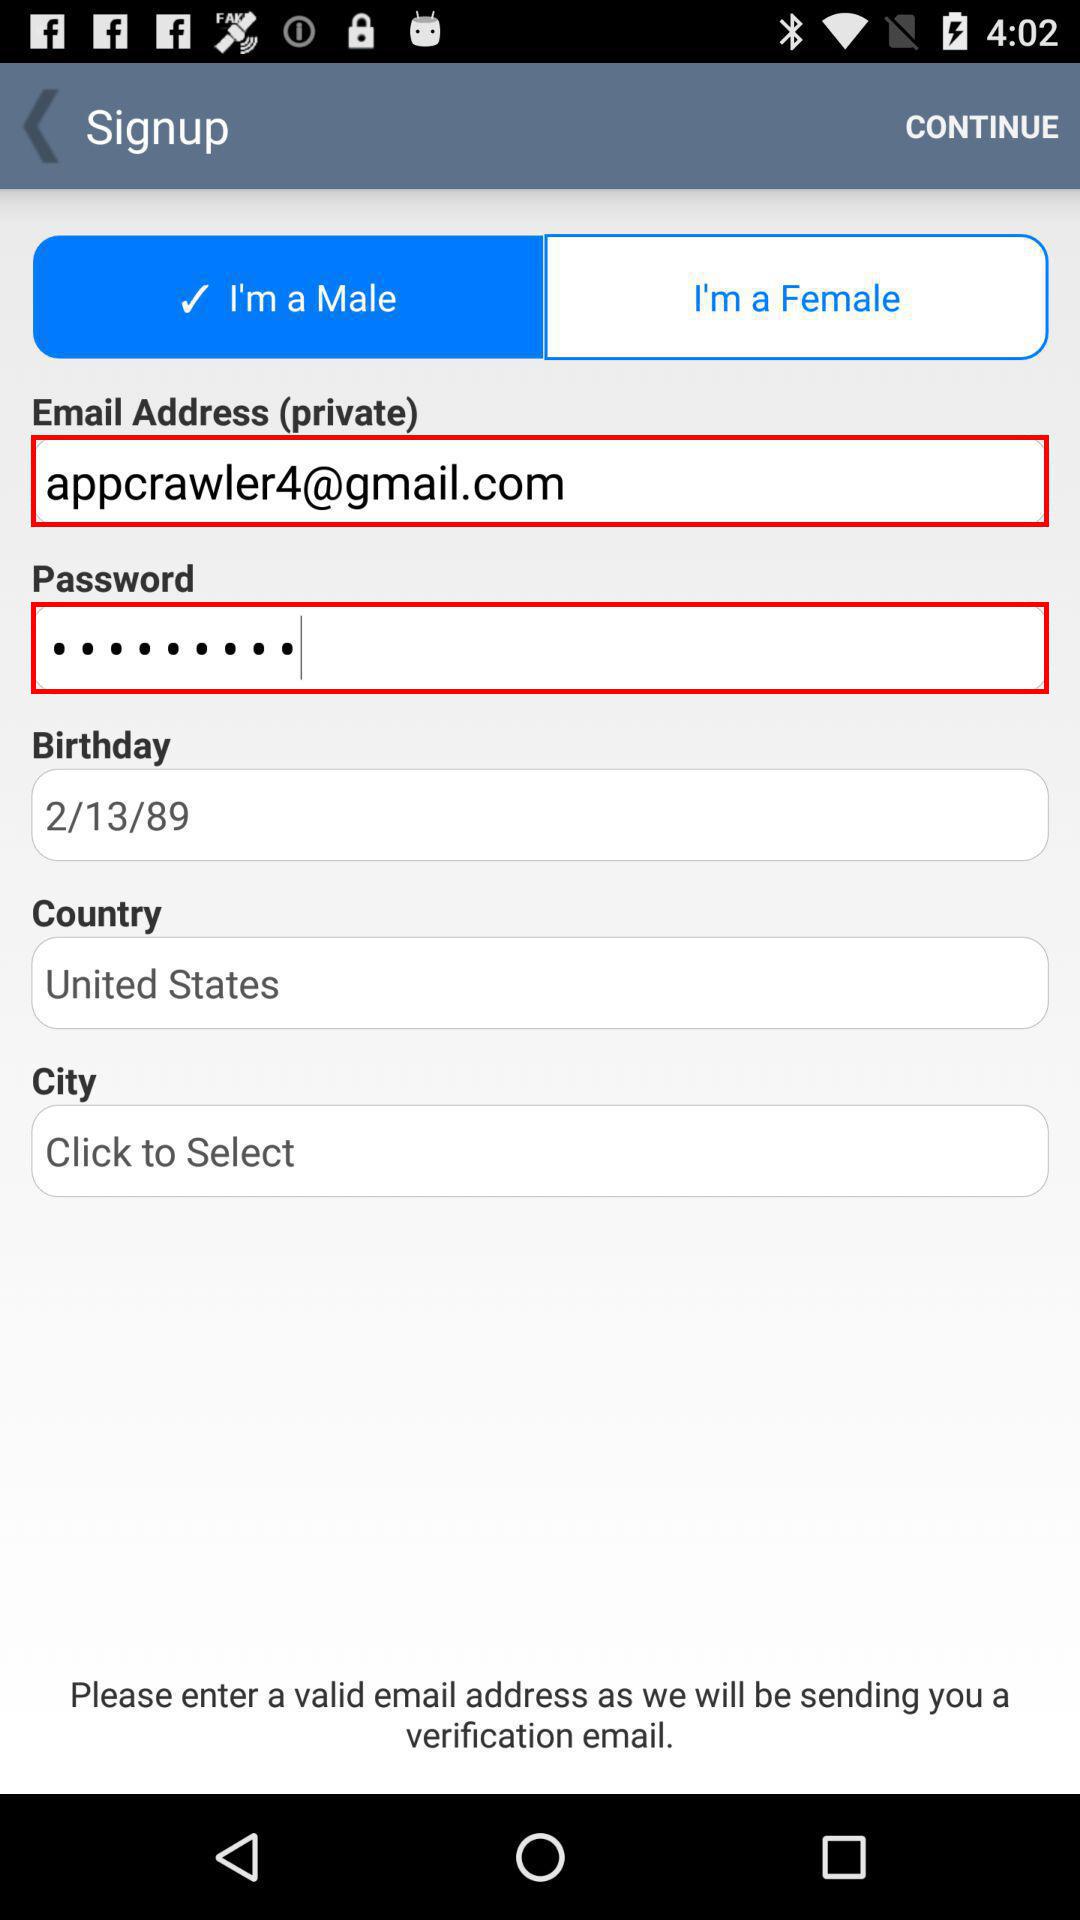 FAKE
4:02
Signup
CONTINUE
✓ I'm a Male
I'm a Female
Email Address (private)
appcrawler4@gmail.com
Password
•••••••••
Birthday
2/13/89
Country
United States
City
Click to Select
Please enter a valid email address as we will be sending you a
verification email.